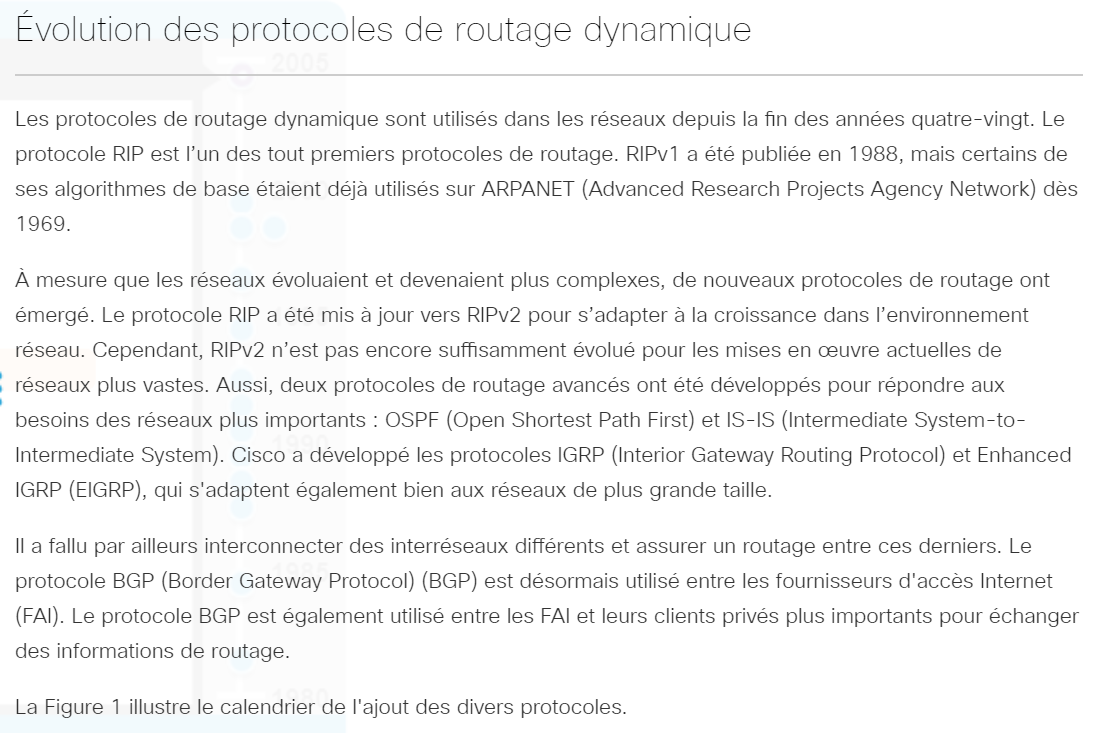 Évolution des protocoles de routage dynamique
2005
Les protocoles de routage dynamique sont utilisés dans les réseaux depuis la fin des années quatre-vingt. Le
protocole RIP est l’un des tout premiers protocoles de routage. RIPv1 a été publiée en 1988, mais certains de
ses algorithmes de base étaient déjà utilisés sur ARPANET (Advanced Research Projects Agency Network) dès
1969.
À mesure que les réseaux évoluaient et devenaient plus complexes, de nouveaux protocoles de routage ont
émergé. Le protocole RIP a été mis à jour vers RIPv2 pour s’adapter à la croissance dans l’environnement
réseau. Cependant, RIPv2 n’est pas encore suffisamment évolué pour les mises en œuvre actuelles de
réseaux plus vastes. Aussi, deux protocoles de routage avancés ont été développés pour répondre aux
besoins des réseaux plus importants : OSPF (Open Shortest Path First) et IS-IS (Intermediate System-to-
1990
Intermediate System). Cisco a développé les protocoles IGRP (Interior Gateway Routing Protocol) et Enhanced
IGRP (EIGRP), qui s'adaptent également bien aux réseaux de plus grande taille.
Il a fallu par ailleurs interconnecter des interréseaux différents et assurer un routage entre ces derniers. Le
1985
protocole BGP (Border Gateway Protocol) (BGP) est désormais utilisé entre les fournisseurs d'accès Internet
(FAI). Le protocole BGP est également utilisé entre les FAI et leurs clients privés plus importants pour échanger
des informations de routage.
1980
La Figure 1 illustre le calendrier de l'ajout des divers protocoles.